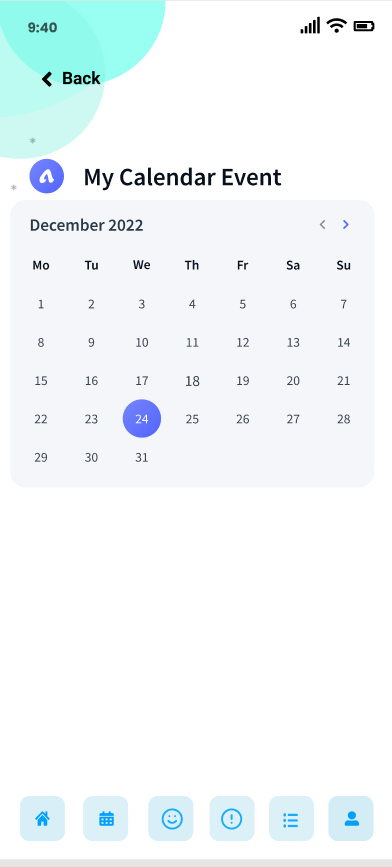 9:40
Back
My Calendar Event
December 2022
Mo Tu We Th Fr Sa Su
1 2 3 4 5 6 7
8 9 10 11 12 13 14
15 16 17 18 19 20 21
22 23 24 25 26 27 28
29 30 31